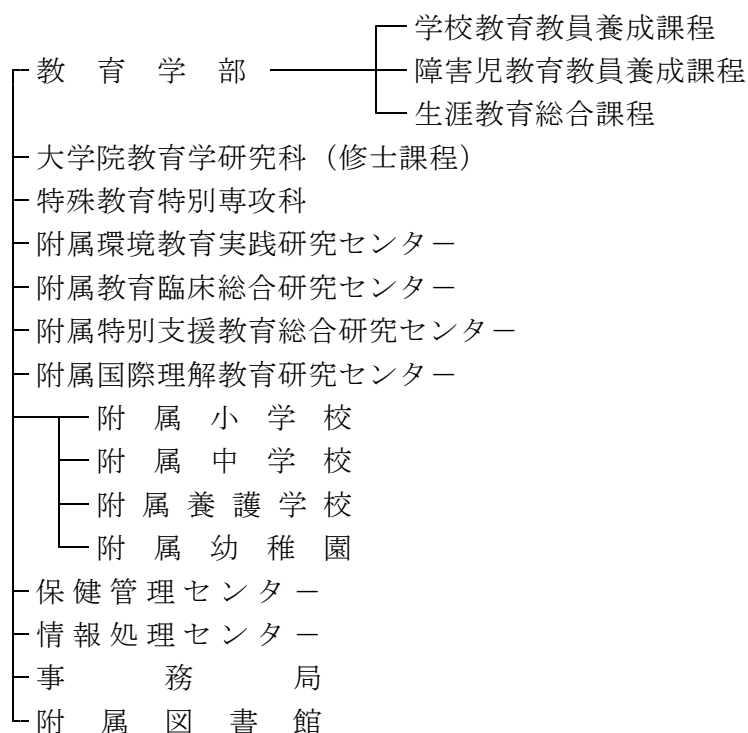 学校教育教員養成課程
教育学部
障害児教育教員養成課程
生涯教育総合課程
大学院教育学研究科（修士課程）
特殊教育特別専攻科
附属環境教育実践研究センター
附属教育臨床総合研究センター
附属特別支援教育総合研究センター
附属国際理解教育研究センター
附属小学校
附属中学校
附属養護学校
附属幼稚園
保健管理センター
情報処理センター
事務局
附属図書館